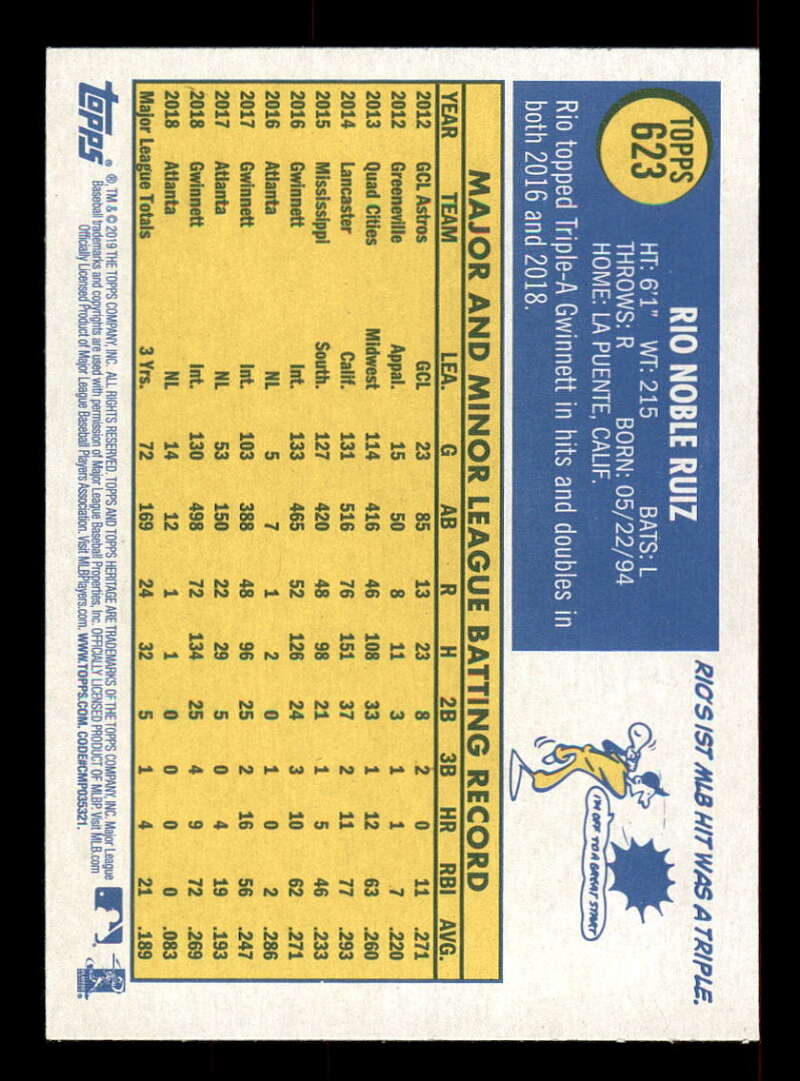 TOPPS
623
RIO NOBLE RUIZ
HT: 6'1" WT: 215 BATS: L
THROWS: R BORN: 05/22/94
HOME: LA PUENTE, CALIF.
Rio topped Triple-A Gwinnett in hits and doubles in
both 2016 and 2018.
RIO'S 1ST MLB HIT WAS A TRIPLE.
I'M OFF TO A GREAT START
MAJOR AND MINOR LEAGUE BATTING RECORD
YEAR TEAM LEA. G AB R H 2B 3B HR RBI AVG.
2012 GCL Astros GCL 23 85 13 23 8 2 0 11 .271
2012 Greeneville Appal. 15 50 8 11 3 1 1 7 .220
2013 Quad Cities Midwest 114 416 46 108 33 1 12 63 .260
2014 Lancaster Calif. 131 516 76 151 37 2 11 77 .293
2015 Mississippi South. 127 420 48 98 21 1 5 46 .233
2016 Gwinnett Int. 133 465 52 126 24 3 10 62 .271
2016 Atlanta NL 5 7 1 2 0 1 0 2 .286
2017 Gwinnett Int. 103 388 48 96 25 2 16 56 .247
2017 Atlanta NL 53 150 22 29 5 0 4 19 .193
2018 Gwinnett Int. 130 498 72 134 25 4 9 72 .269
2018 Atlanta NL 14 12 1 1 0 0 0 0 .083
Major League Totals 3 Yrs. 72 169 24 32 5 1 4 21 .189
topps ® ®, TM & © 2019 THE TOPPS COMPANY, INC. ALL RIGHTS RESERVED. TOPPS AND TOPPS HERITAGE ARE TRADEMARKS OF THE TOPPS COMPANY, INC. Major League
Baseball trademarks and copyrights are used with permission of Major League Baseball Properties, Inc. OFFICIALLY LICENSED PRODUCT OF MLBP. Visit MLB.com
Officially Licensed Product of Major League Baseball Players Association. Visit MLBPlayers.com. WWW.TOPPS.COM. CODE#CMP035321.